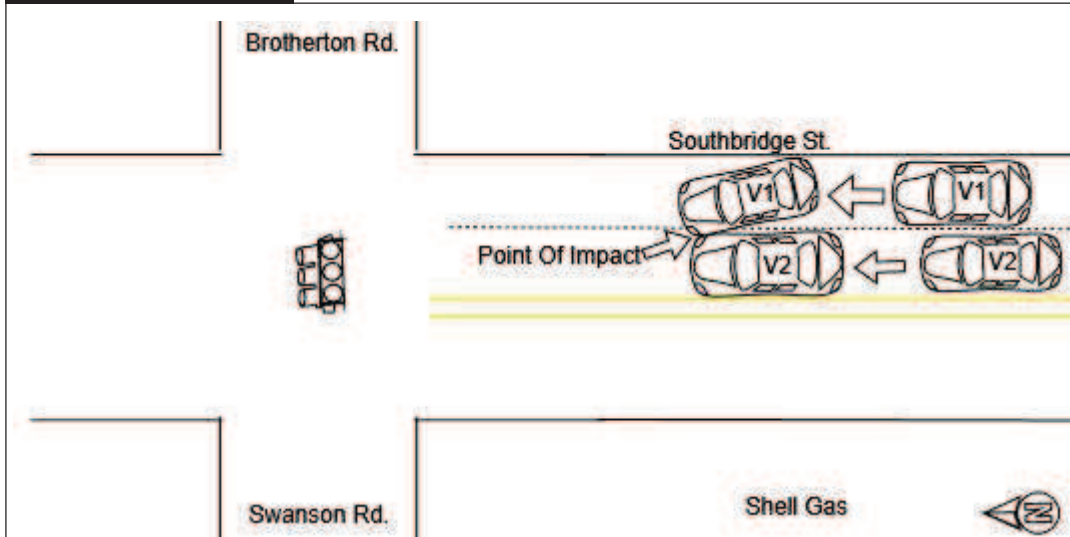 Brotherton Rd.
Southbridge St.
V1
V1
Point Of Impact
V2
V2
Shell Gas
N
Swanson Rd.